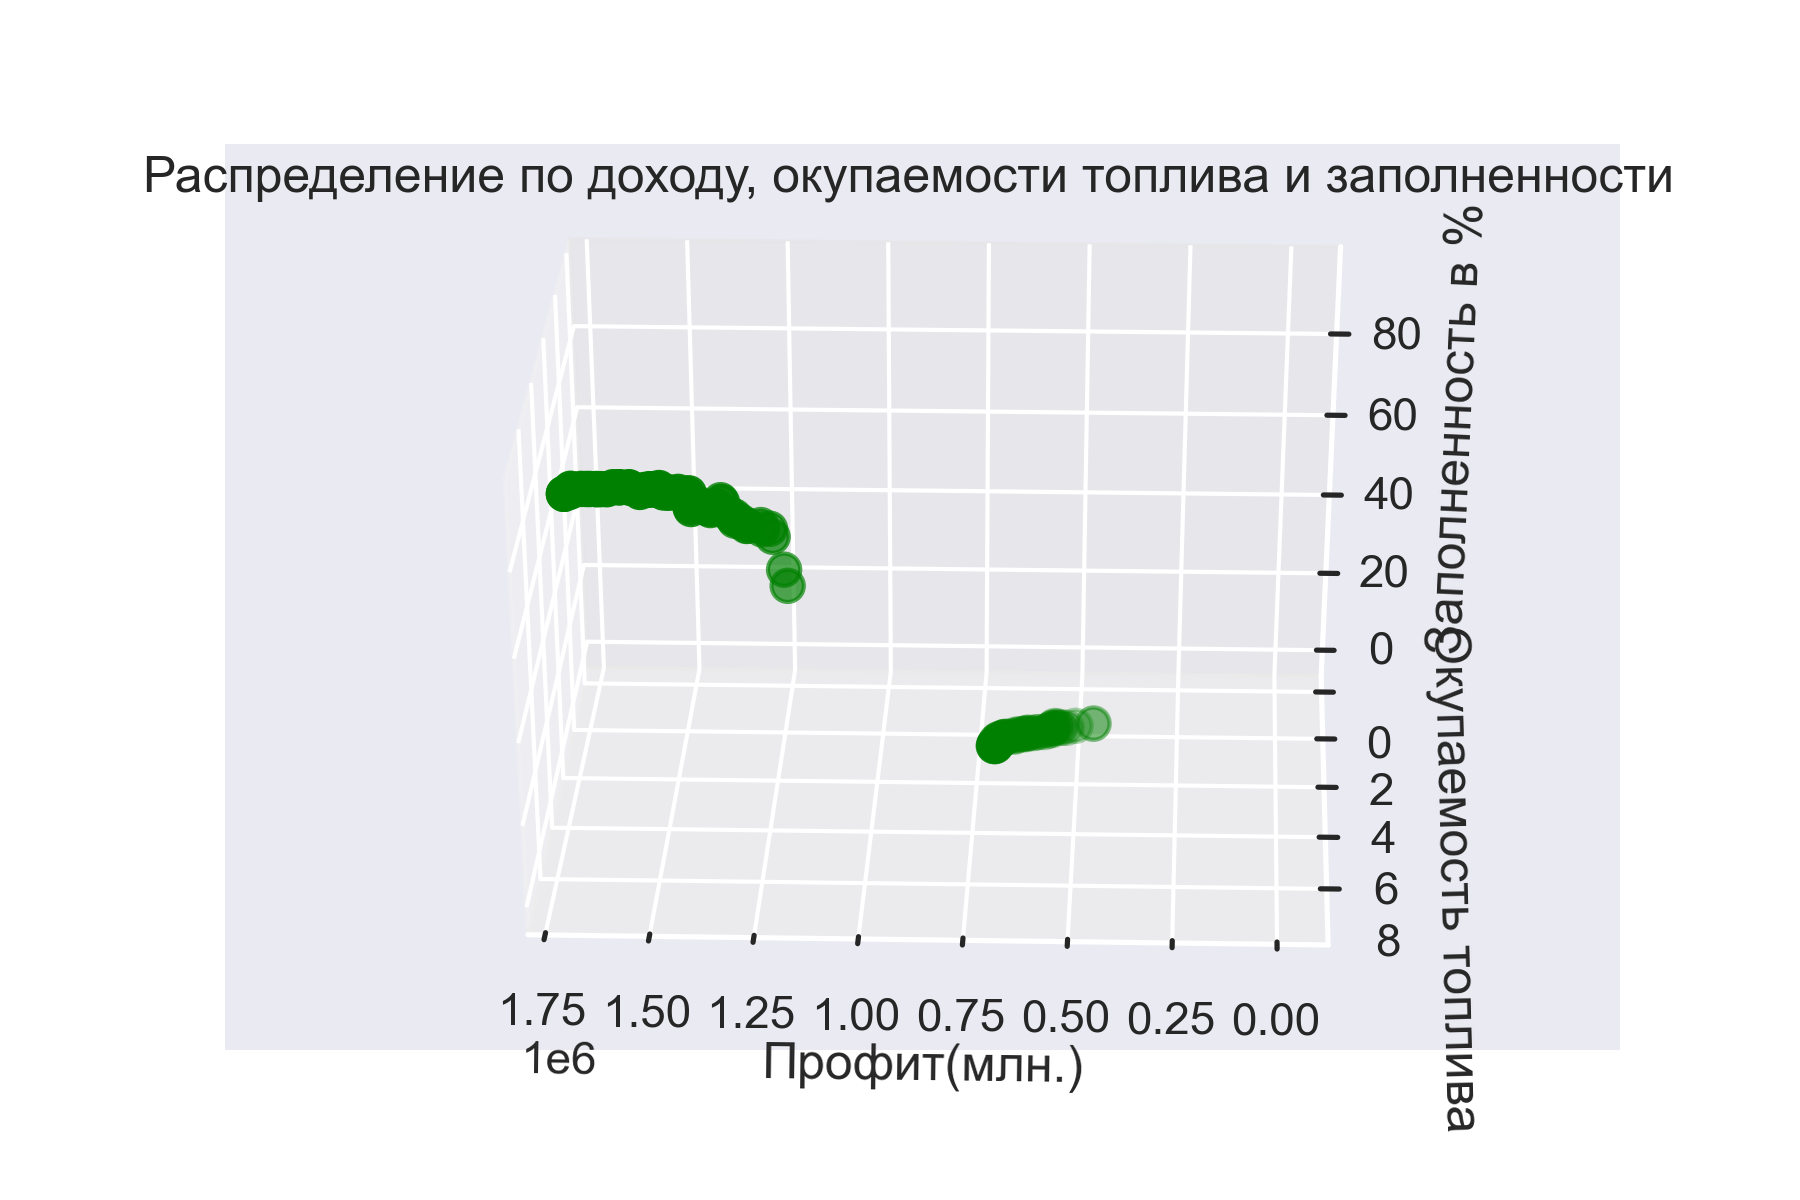 Распределение по доходу, окупаемости топлива и заполненности
Заполненность в %
80
60
40
20
0
8
Окупаемость топлива
0
2
4
6
8
1.75 1.50 1.25 1.00 0.75 0.50 0.25 0.00
1e6
Профит(млн.)